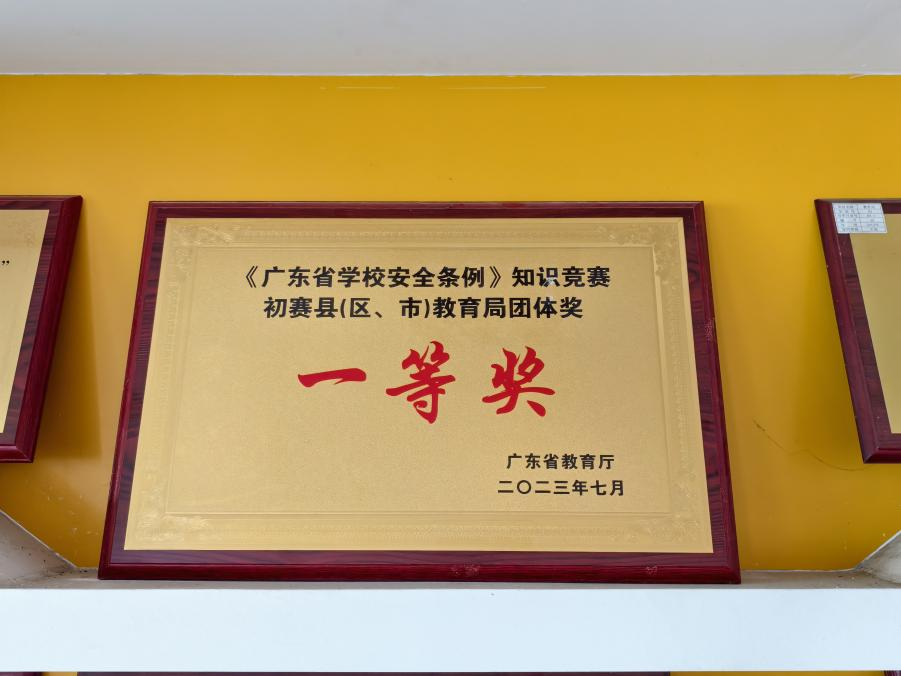 《广东省学校安全条例》知识竞赛
初赛县(区、市)教育局团体奖
一等奖
广东省教育厅
二〇二三年七月
”